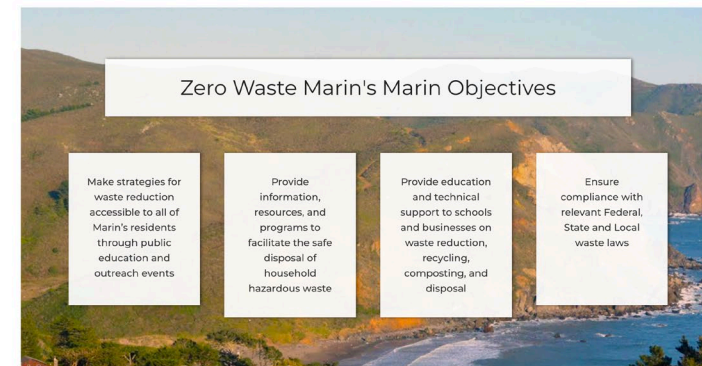 Zero Waste Marin's Marin Objectives
Make strategies for
waste reduction
accessible to all of
Marin's residents
through public
education and
outreach events
Provide
information,
resources, and
programs to
facilitate the safe
disposal of
household
hazardous waste
Provide education
and technical
support to schools
and businesses on
waste reduction,
recycling,
composting, and
disposal
Ensure
compliance with
relevant Federal,
State and Local
waste laws